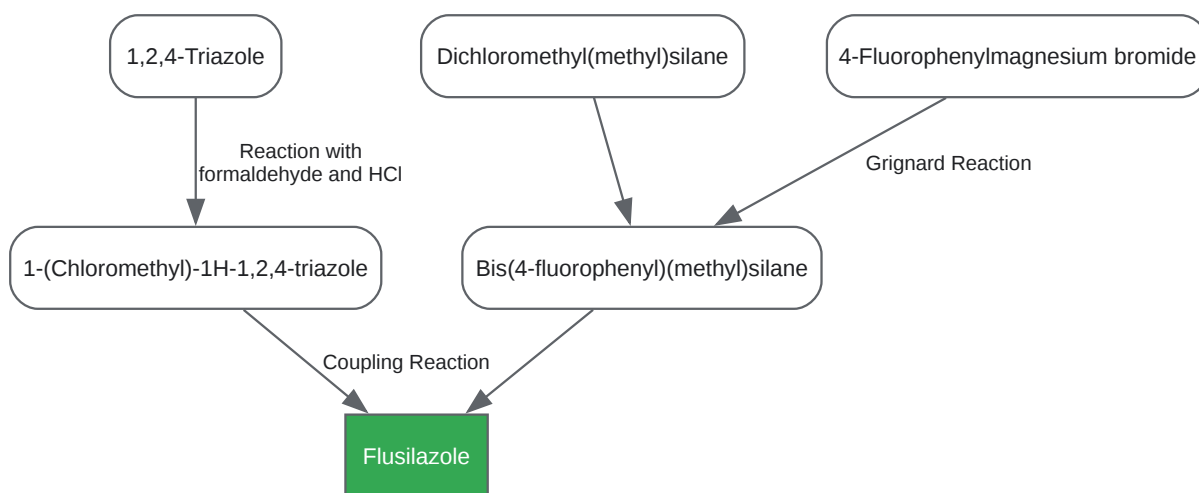 1,2,4-Triazole
Dichloromethyl(methyl)silane
4-Fluorophenylmagnesium bromide
Reaction with
formaldehyde and HCl
Grignard Reaction
1-(Chloromethyl)-1H-1,2,4-triazole
Bis(4-fluorophenyl)(methyl)silane
Coupling Reaction
Flusilazole